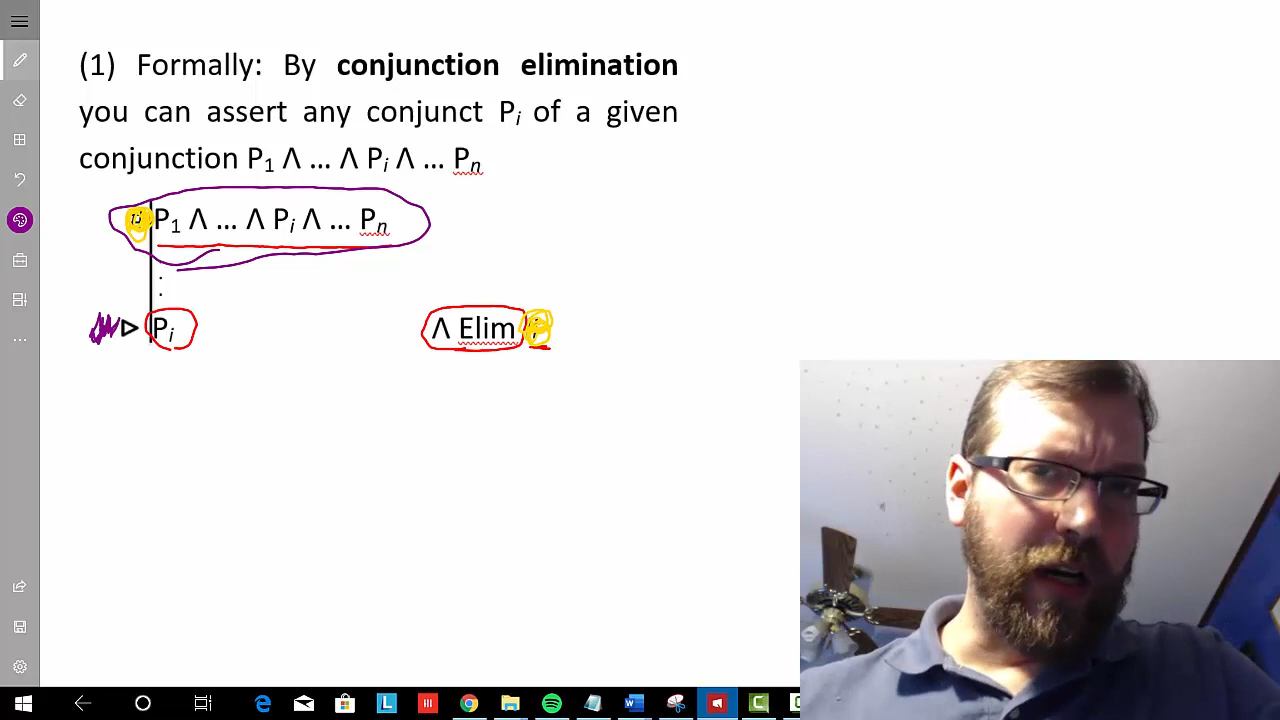 (1) Formally: By conjunction elimination
you can assert any conjunct Pᵢ of a given
conjunction P₁ Λ ... Λ Pᵢ Λ ... Pₙ
P₁ Λ ... Λ Pᵢ Λ ... Pₙ
:
Pᵢ Λ Elim